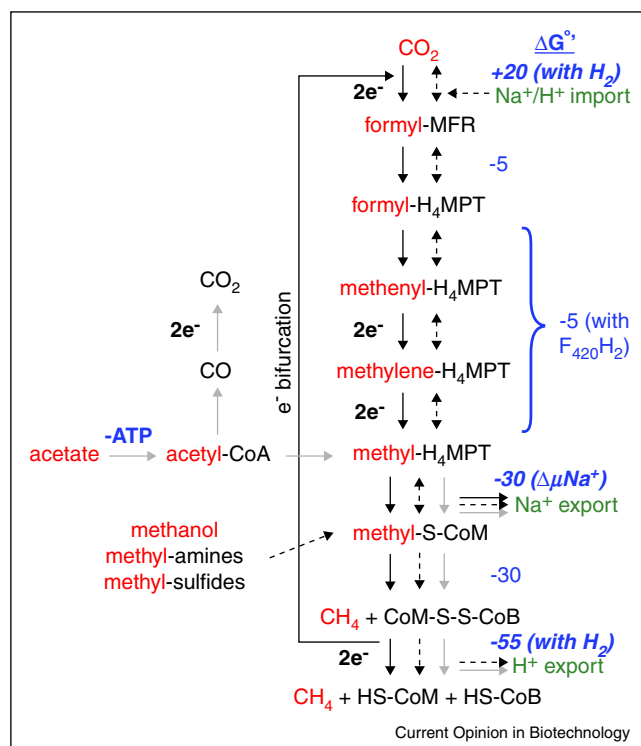 ΔG°'
CO₂
+20 (with H₂)
2e⁻
Na⁺/H⁺ import
formyl-MFR
-5
formyl-H₄MPT
CO₂
methenyl-H₄MPT
2e⁻
2e⁻
-5 (with
F₄₂₀H₂)
CO
methylene-H₄MPT
e⁻ bifurcation
2e⁻
-ATP
acetate
acetyl-CoA
methyl-H₄MPT
-30 (ΔμNa⁺)
Na⁺ export
methanol
methyl-amines
methyl-sulfides
methyl-S-CoM
-30
CH₄ + CoM-S-S-CoB
2e⁻
-55 (with H₂)
H⁺ export
CH₄ + HS-CoM + HS-CoB
Current Opinion in Biotechnology